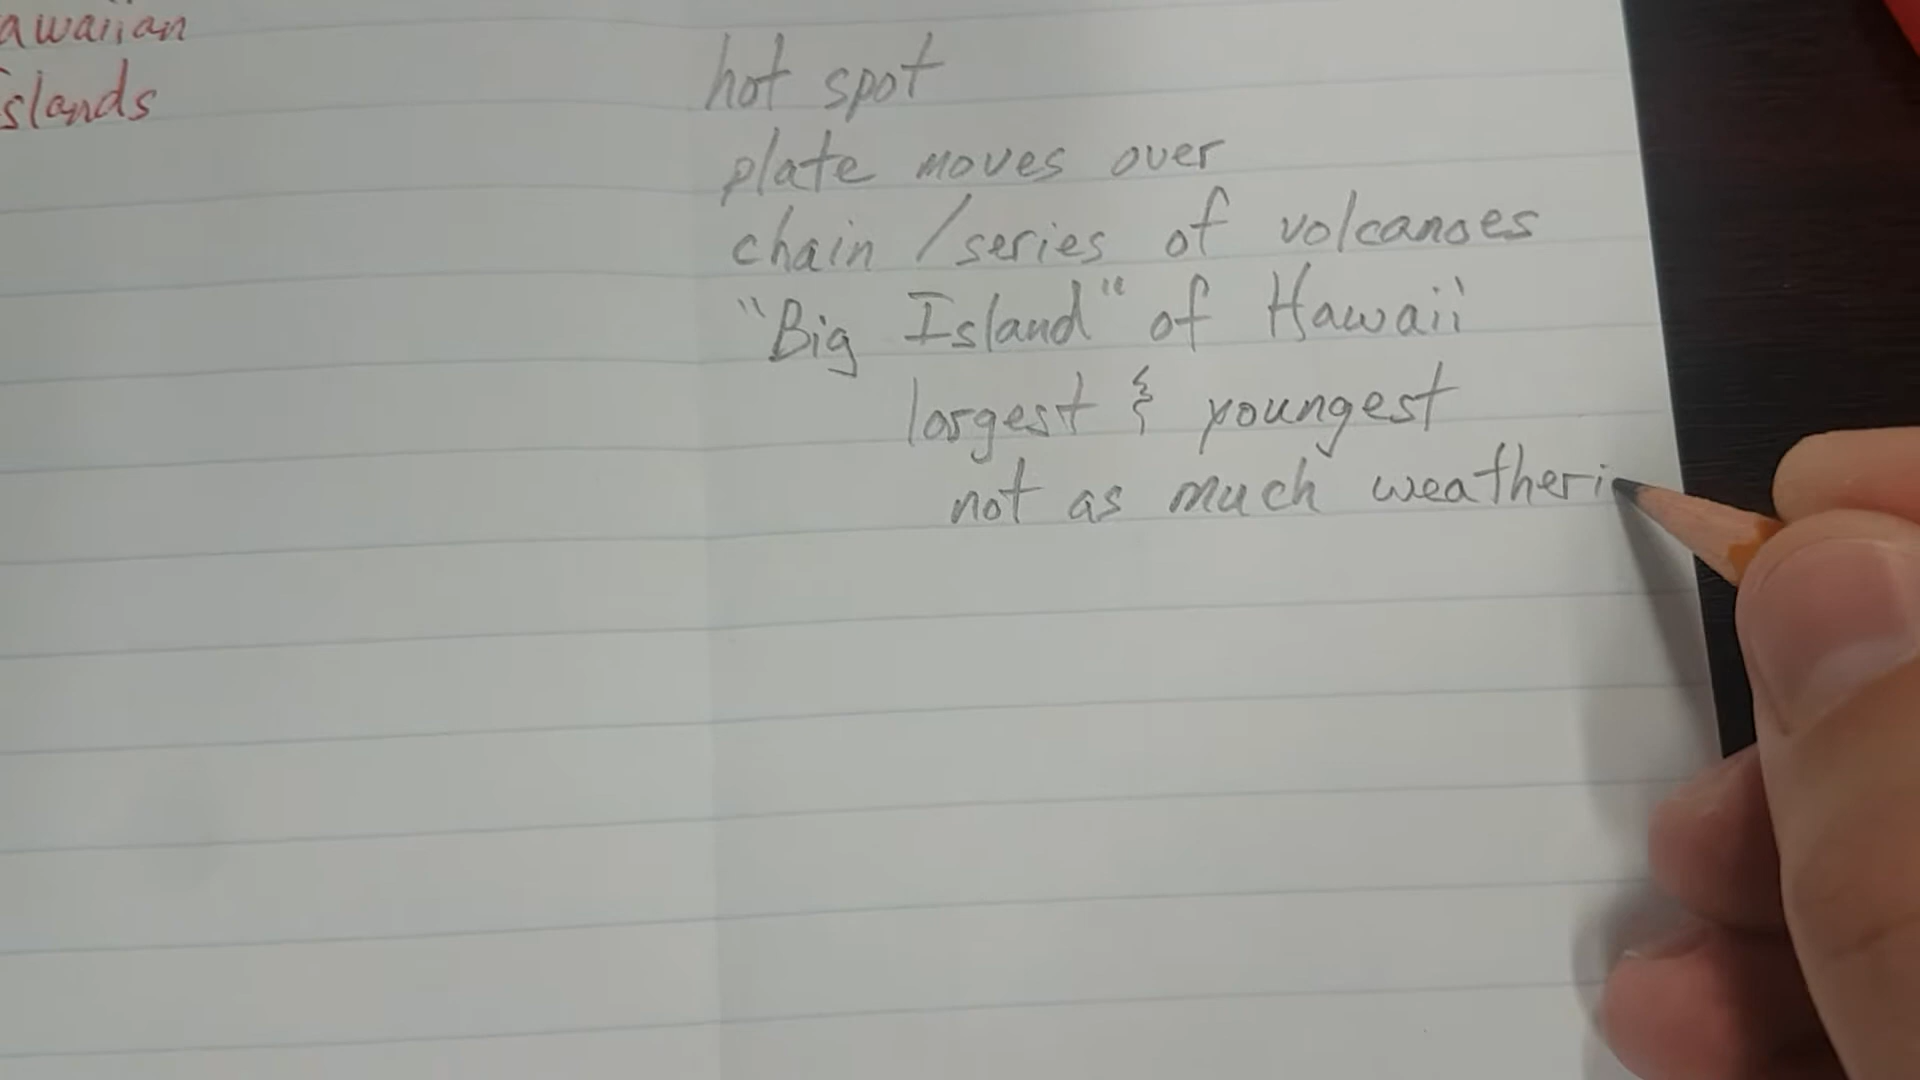 awaiian
slands
hot spot
plate moves over
chain / series of volcanoes
"Big Island" of Hawaii
largest & youngest
not as much weatheri